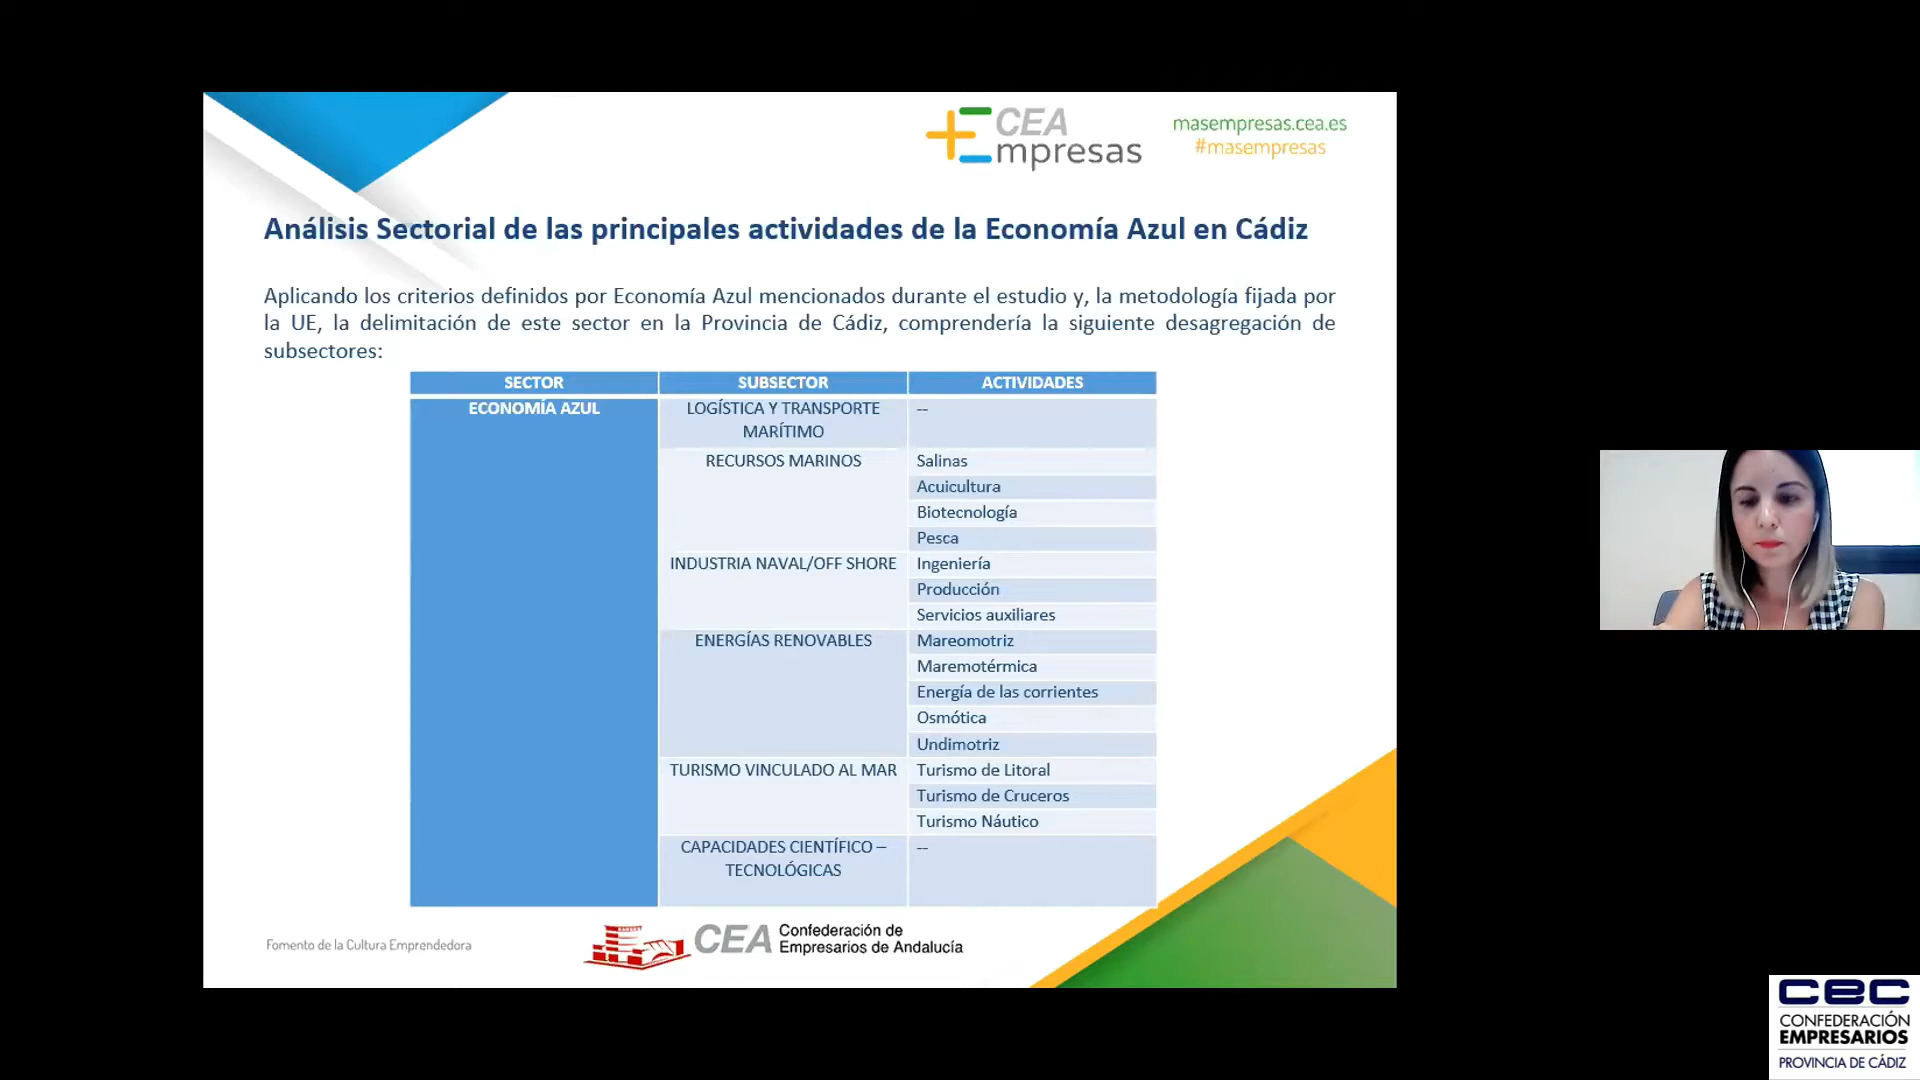 CEA
Empresas
masempresas.cea.es
#masempresas
Análisis Sectorial de las principales actividades de la Economía Azul en Cádiz
Aplicando los criterios definidos por Economía Azul mencionados durante el estudio y, la metodología fijada por
la UE, la delimitación de este sector en la Provincia de Cádiz, comprendería la siguiente desagregación de
subsectores:
SECTOR SUBSECTOR ACTIVIDADES
ECONOMÍA AZUL LOGÍSTICA Y TRANSPORTE --
MARÍTIMO
RECURSOS MARINOS Salinas
Acuicultura
Biotecnología
Pesca
INDUSTRIA NAVAL/OFF SHORE Ingeniería
Producción
Servicios auxiliares
ENERGÍAS RENOVABLES Mareomotriz
Maremotérmica
Energía de las corrientes
Osmótica
Undimotriz
TURISMO VINCULADO AL MAR Turismo de Litoral
Turismo de Cruceros
Turismo Náutico
CAPACIDADES CIENTÍFICO – --
TECNOLÓGICAS
Fomento de la Cultura Emprendedora
CEA Confederación de
Empresarios de Andalucía
cec
CONFEDERACIÓN
EMPRESARIOS
PROVINCIA DE CÁDIZ